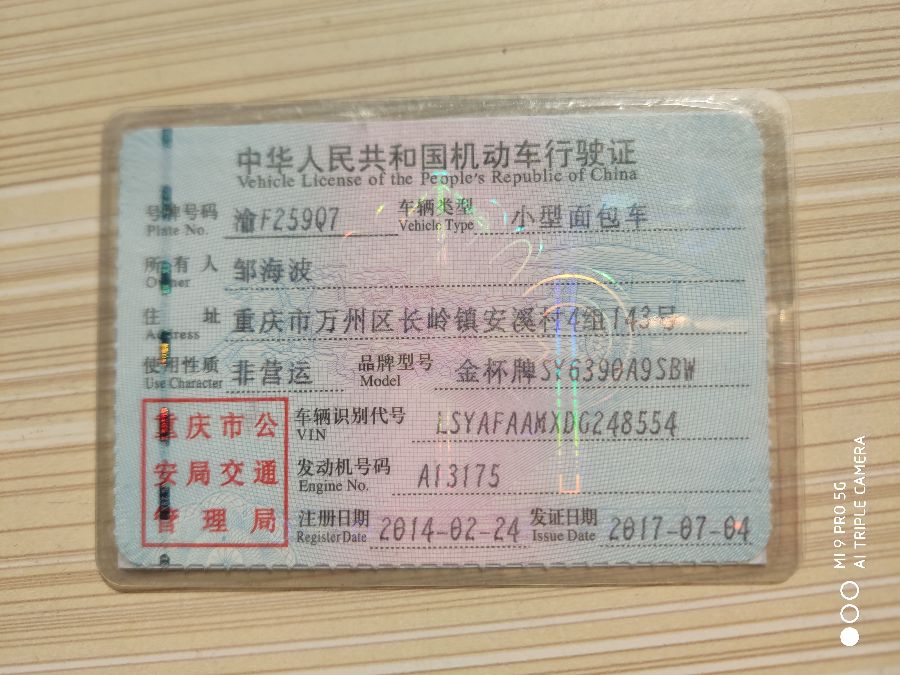 中华人民共和国机动车行驶证
Vehicle License of the People's Republic of China
号牌号码 渝F259Q7 车辆类型 小型面包车
Plate No. Vehicle Type
所有人 邹海波
Owner
住址 重庆市万州区长岭镇安溪村4组143号
Address
使用性质 非营运 品牌型号 金杯牌SY6390A9SBW
Use Character Model
重庆市公
安局交通
管理局
车辆识别代号 LSYAFAAMXDG248554
VIN
发动机号码 A13175
Engine No.
注册日期 2014-02-24 发证日期 2017-07-04
Register Date Issue Date
MI 9 PRO 5G
AI TRIPLE CAMERA